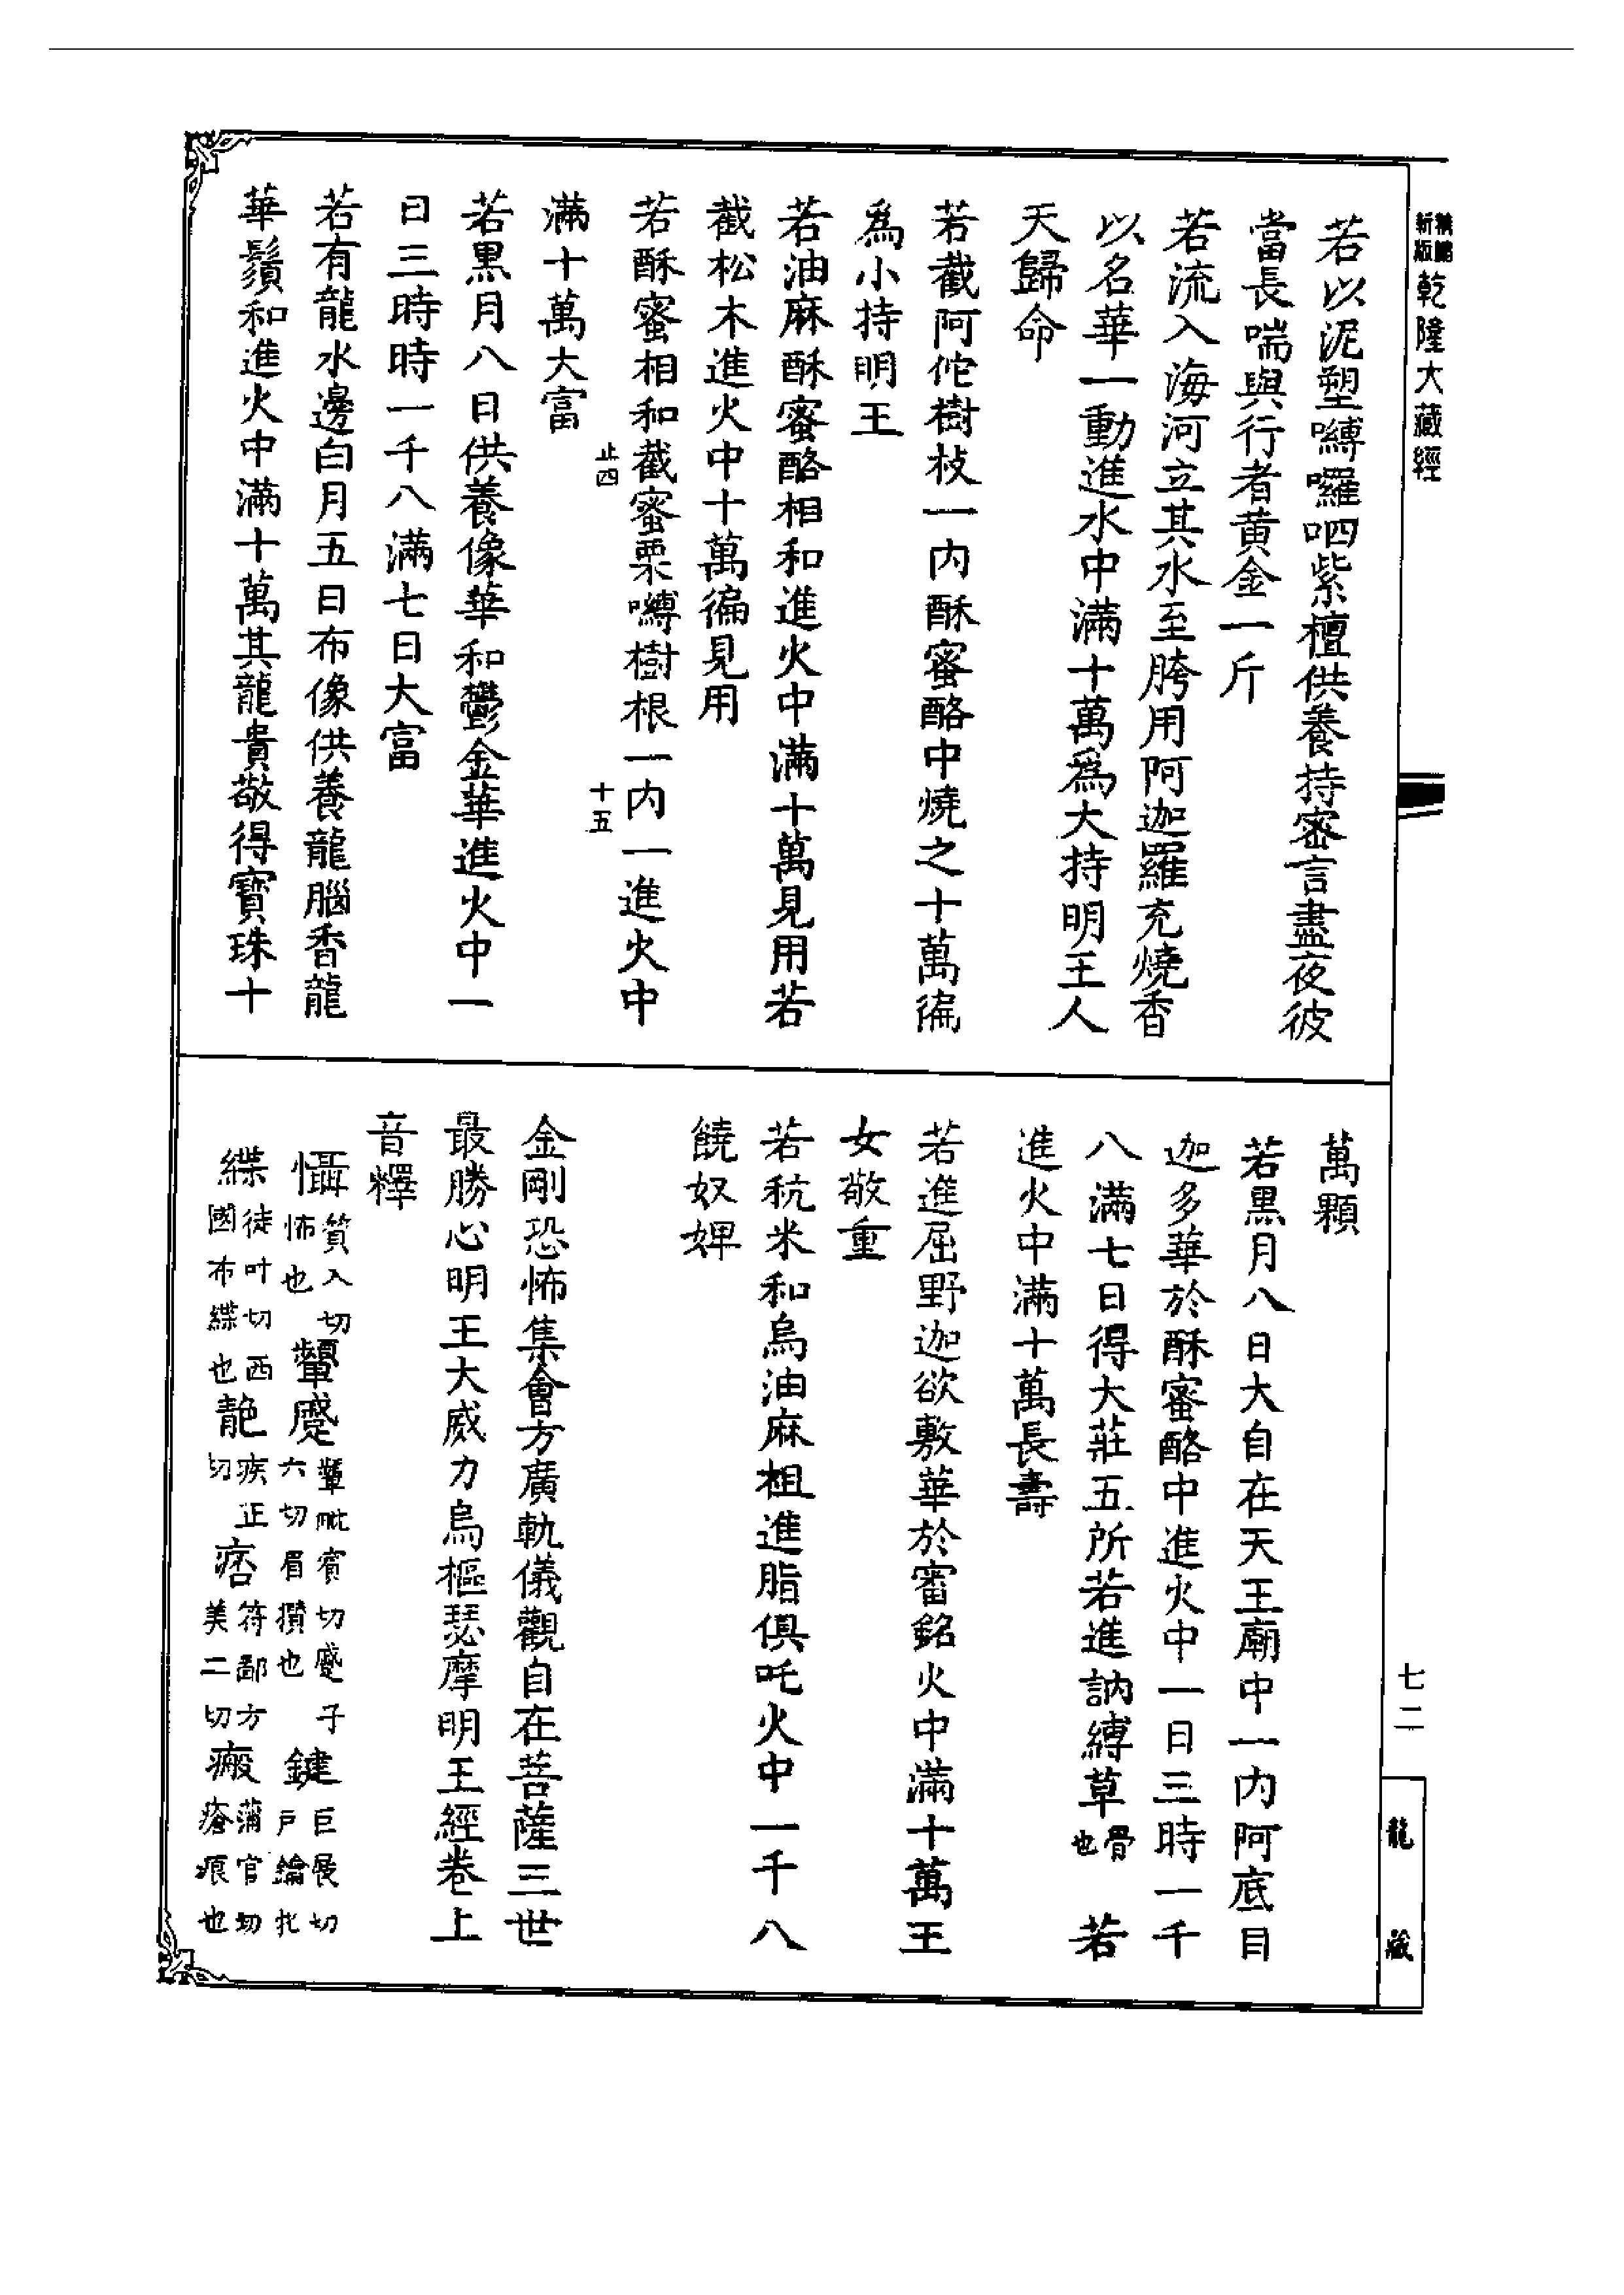 新版
乾隆大藏經
若以泥塑嚩囉呬紫檀供養持密言盡夜彼
當長喘與行者黃金一斤
若流入海河立其水至胯用阿迦羅充燒香
以名華一動進水中滿十萬爲大持明王人
天歸命
若截阿佗樹枝一内酥蜜酪中燒之十萬徧
爲小持明王
若油麻酥蜜酪相和進火中滿十萬見用若
截松木進火中十萬徧見用
若酥蜜相和截蜜栗嚩樹根一内一進火中
止四
十五
滿十萬大富
若黑月八日供養像華和鬱金華進火中一
日三時時一千八滿七日大富
若有龍水邊白月五日布像供養龍腦香龍
華鬚和進火中滿十萬其龍貴敬得寶珠十
萬顆
若黑月八日大自在天王廟中一内阿底目
迦多華於酥蜜酪中進火中一日三時一千
八滿七日得大莊五所若進訥縛草骨也 若
進火中滿十萬長壽
若進屈野迦欲敷華於審銘火中滿十萬王
女敬重
若秔米和烏油麻柤進脂俱吒火中一千八
饒奴婢
金剛恐怖集會方廣軌儀觀自在菩薩三世
最勝心明王大威力烏樞瑟摩明王經卷上
音釋
懾質入切怖也 顰蹙顰毗賓切蹙子六切眉攢也 鍵巨展切戶鑰牝
緤徒叶切西國布緤也 靘疾正切 痞符鄙方美二切 瘢蒲官切瘡痕也
七二
龍藏